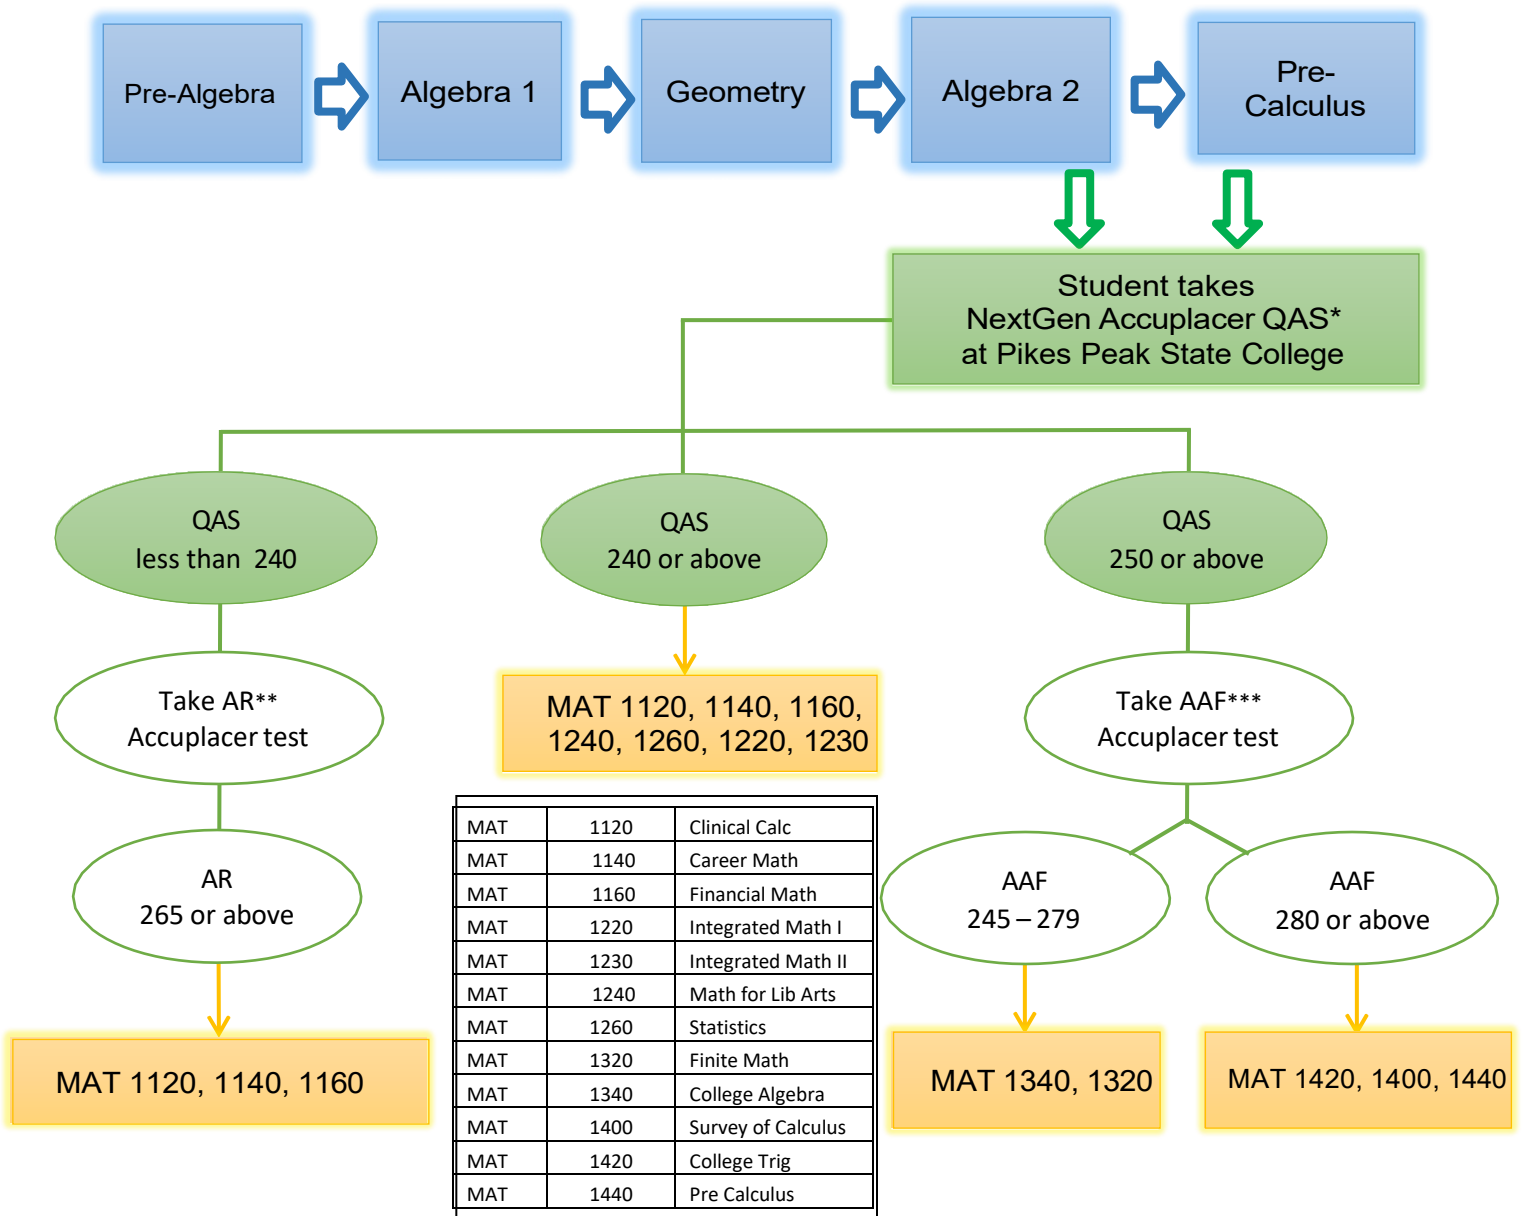 Pre-Algebra
Algebra 1
Geometry
Algebra 2
Pre-
Calculus
Student takes
NextGen Accuplacer QAS*
at Pikes Peak State College
QAS
less than 240
QAS
240 or above
QAS
250 or above
Take AR**
Accuplacer test
MAT 1120, 1140, 1160,
1240, 1260, 1220, 1230
Take AAF***
Accuplacer test
AR
265 or above
AAF
245 – 279
AAF
280 or above
MAT 1120, 1140, 1160
MAT 1120 Clinical Calc
MAT 1140 Career Math
MAT 1160 Financial Math
MAT 1220 Integrated Math I
MAT 1230 Integrated Math II
MAT 1240 Math for Lib Arts
MAT 1260 Statistics
MAT 1320 Finite Math
MAT 1340 College Algebra
MAT 1400 Survey of Calculus
MAT 1420 College Trig
MAT 1440 Pre Calculus
MAT 1340, 1320
MAT 1420, 1400, 1440